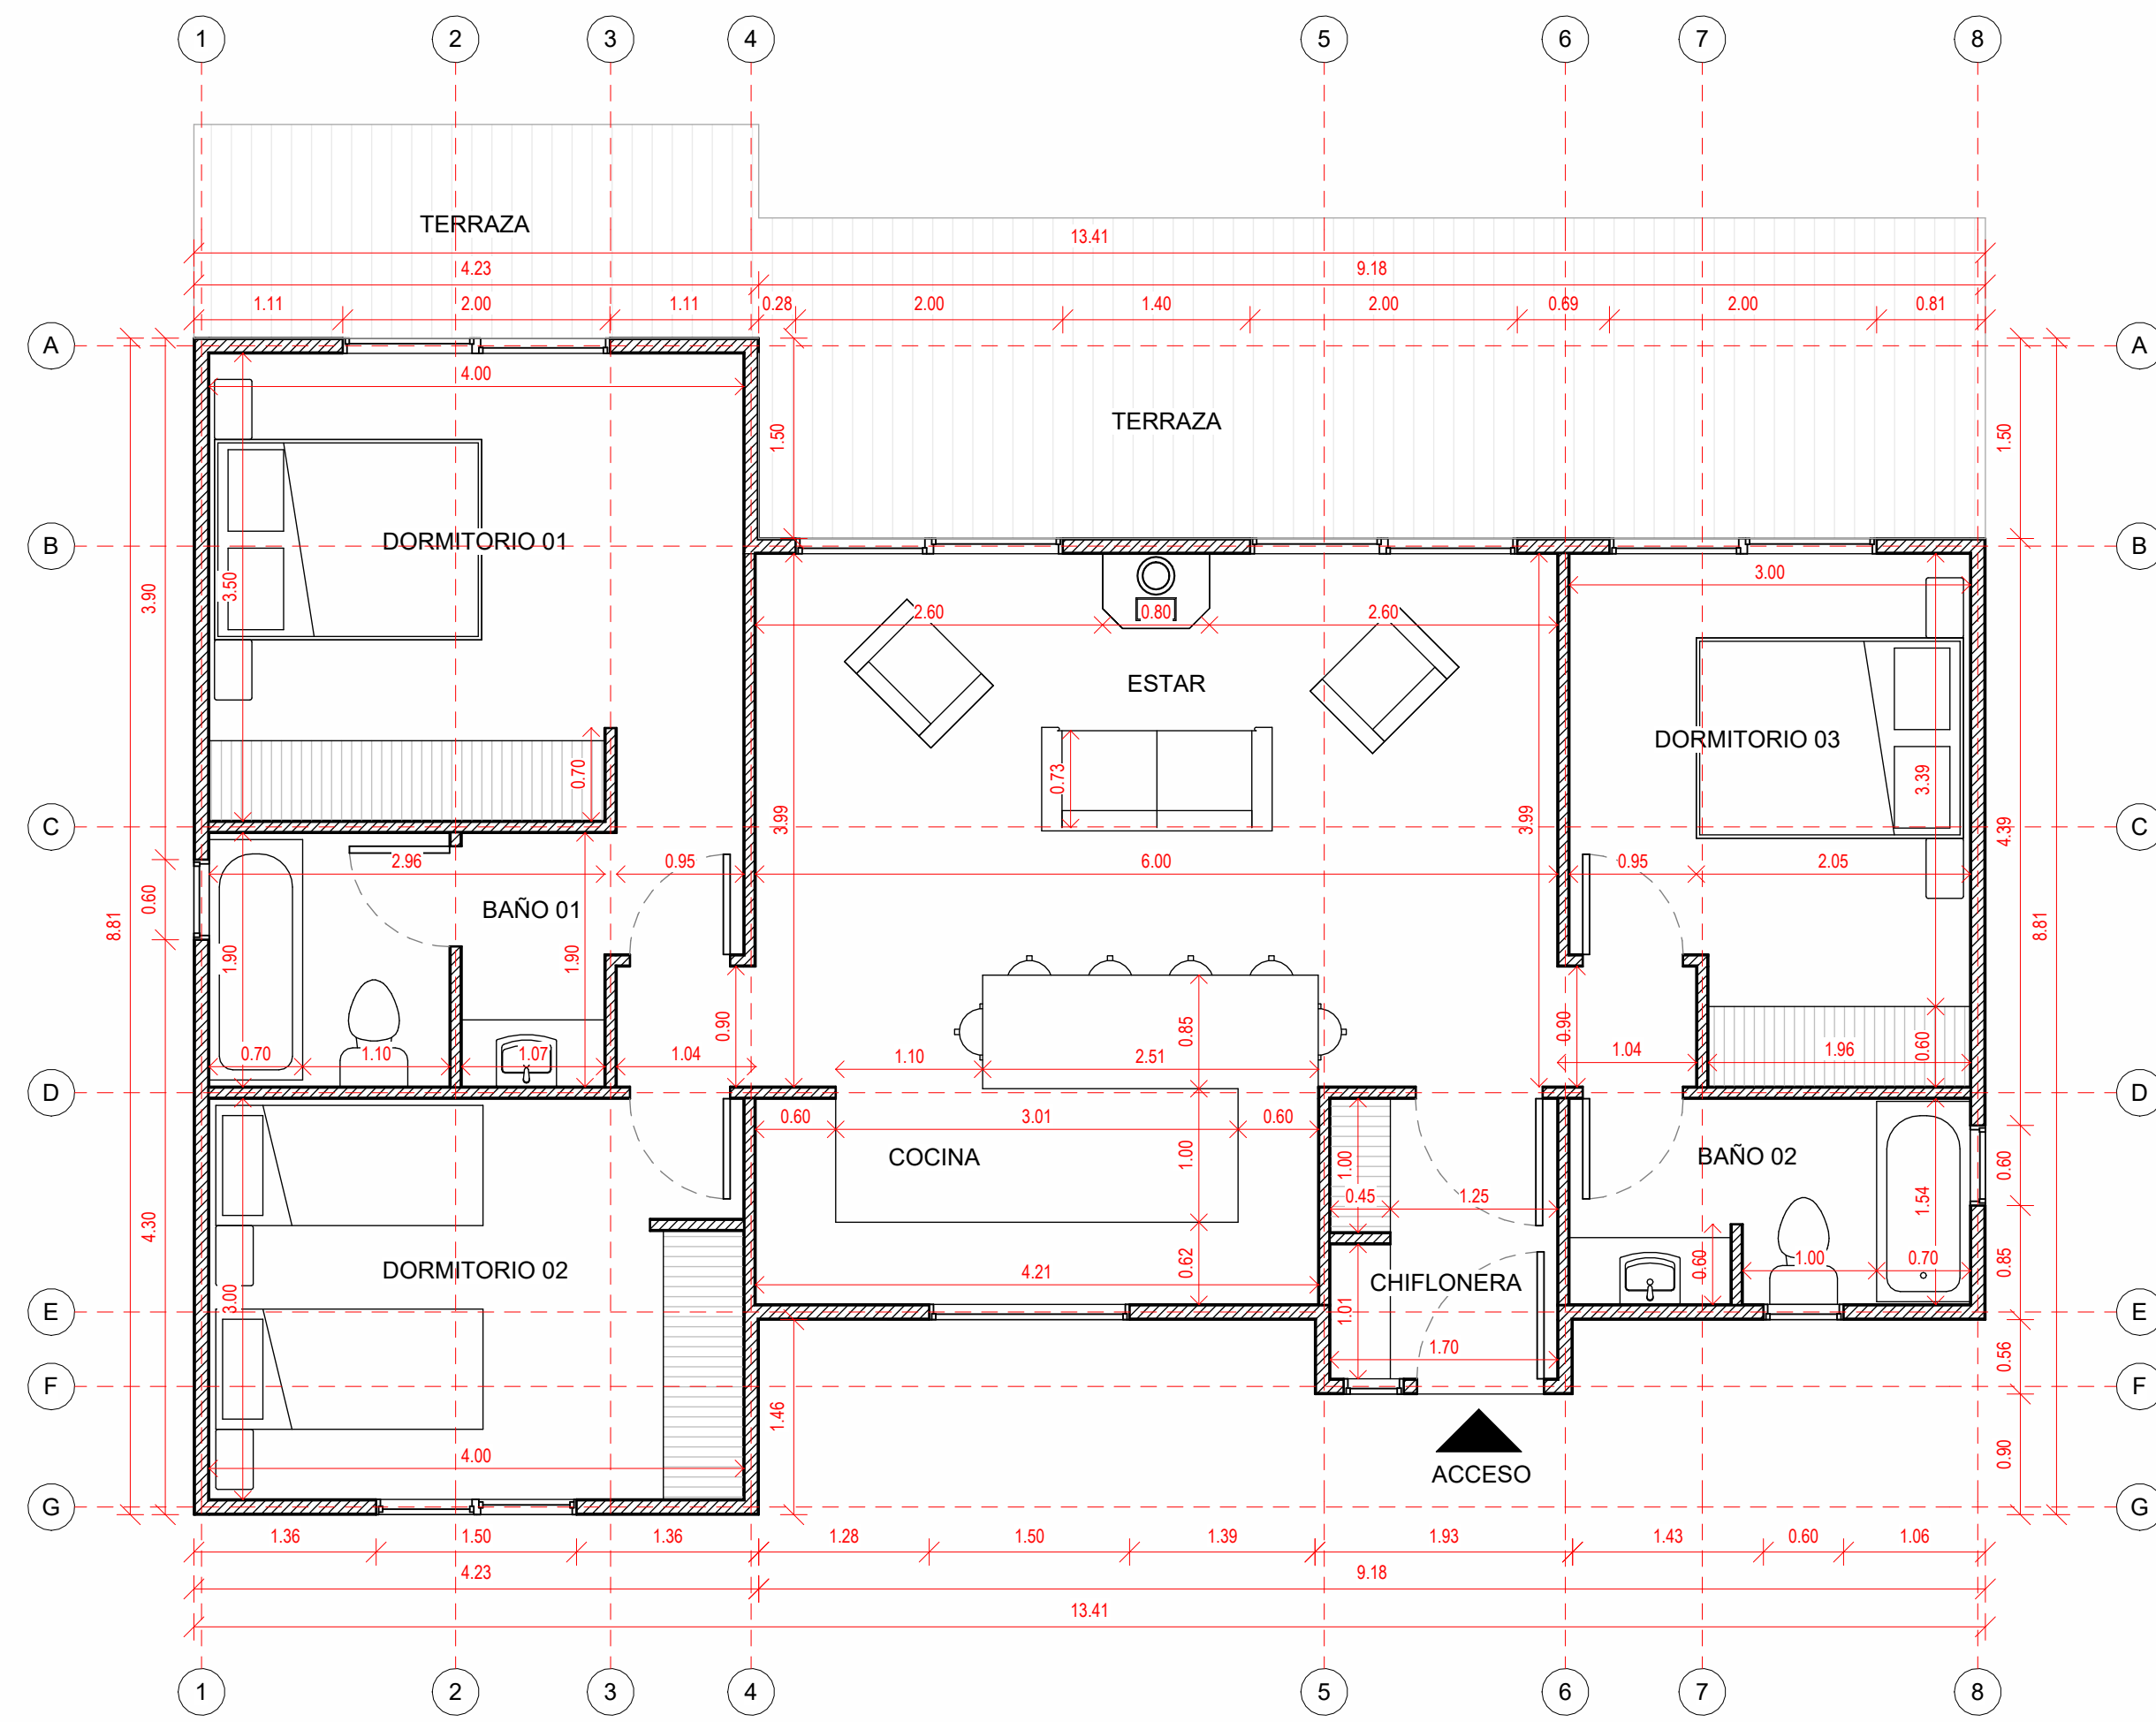 1 2 3 4 5 6 7 8
TERRAZA
13.41
4.23 9.18
1.11 2.00 1.11 0.28 2.00 1.40 2.00 0.69 2.00 0.81
A A
4.00
TERRAZA
1.50 1.50
DORMITORIO 01
B B
3.90 3.50
3.00
2.60 0.80 2.60
ESTAR
DORMITORIO 03
0.70 0.73 3.39
C C
3.99 3.99 4.39
2.96 0.95 6.00 0.95 2.05
0.60
BAÑO 01
8.81 8.81
1.90 1.90
0.90 0.85 0.90 0.60
0.70 1.10 1.07 1.04 1.10 2.51 1.04 1.96
D D
0.60 3.01 0.60
COCINA
BAÑO 02
1.00 1.00 0.60
0.45 1.25 1.54
4.30
DORMITORIO 02
0.62 0.60 1.00 0.70 0.85
4.21
CHIFLONERA
3.00 1.01
E E
1.70 0.56
F F
1.46
4.00
0.90
ACCESO
G G
1.36 1.50 1.36 1.28 1.50 1.39 1.93 1.43 0.60 1.06
4.23 9.18
13.41
1 2 3 4 5 6 7 8